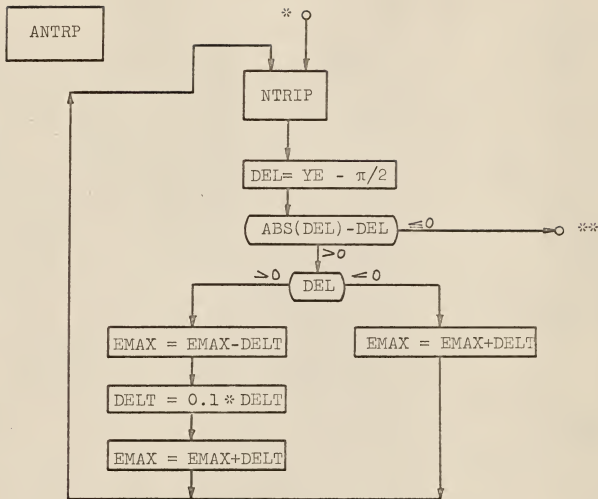 *
ANTRP
NTRIP
DEL= YE - π/2
ABS(DEL)-DEL
≤0
**
>0
>0
DEL
≤0
EMAX = EMAX-DELT
EMAX = EMAX+DELT
DELT = 0.1 * DELT
EMAX = EMAX+DELT